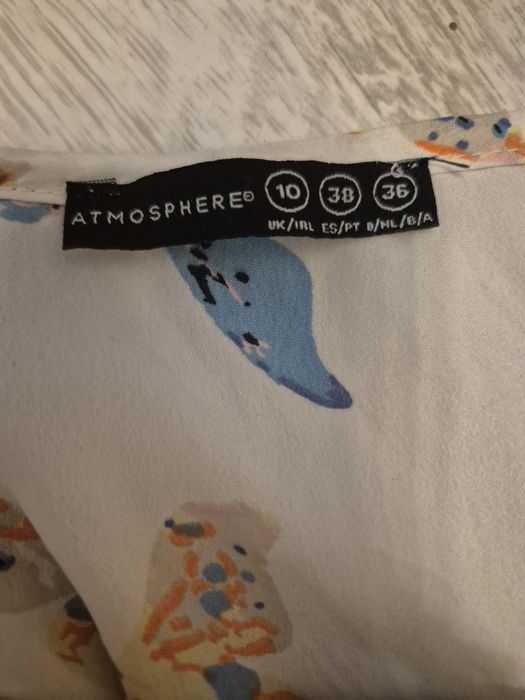 ATMOSPHERE® 10 38 36
UK/IRL ES/PT D/NL/B/A